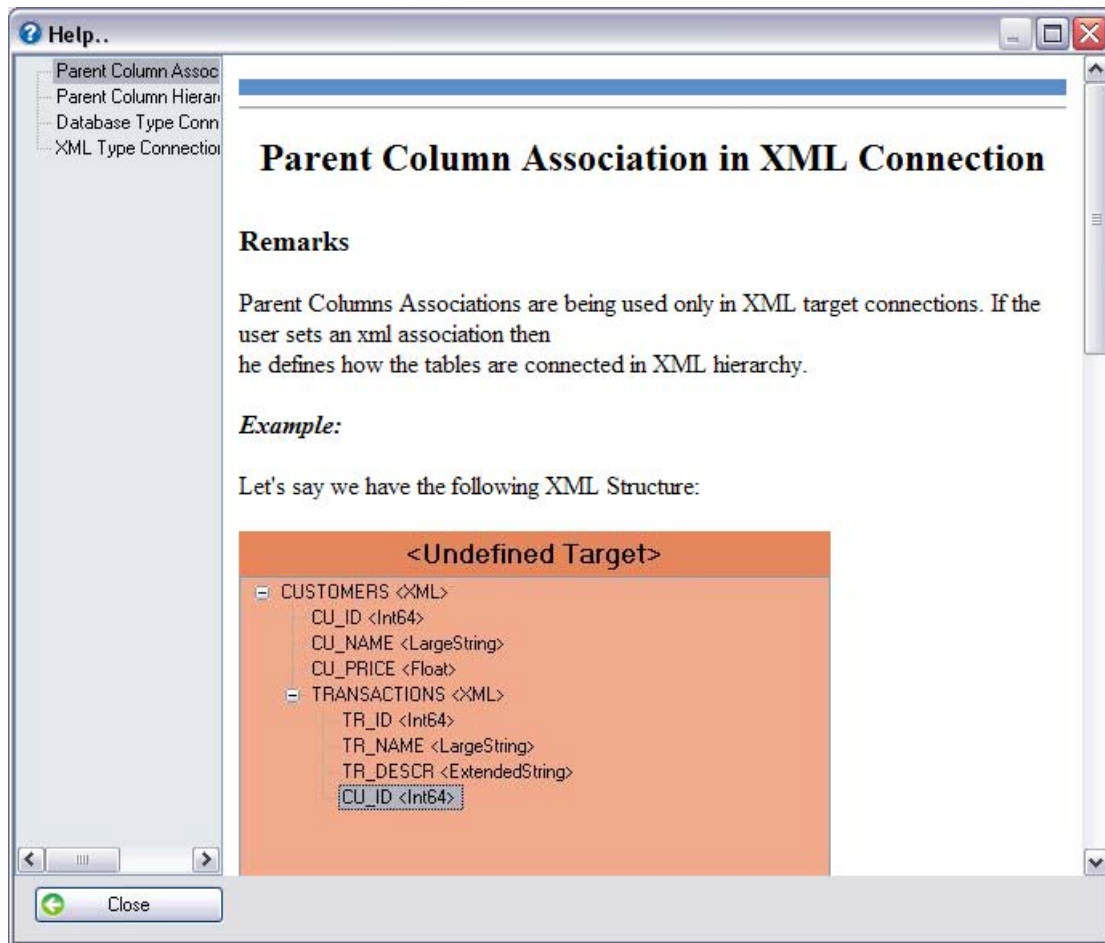 Help..
Parent Column Assoc
Parent Column Hierar
Database Type Conn
XML Type Connection
Parent Column Association in XML Connection
Remarks
Parent Columns Associations are being used only in XML target connections. If the
user sets an xml association then
he defines how the tables are connected in XML hierarchy.
Example:
Let's say we have the following XML Structure:
<Undefined Target>
CUSTOMERS <XML>
CU_ID <Int64>
CU_NAME <LargeString>
CU_PRICE <Float>
TRANSACTIONS <XML>
TR_ID <Int64>
TR_NAME <LargeString>
TR_DESCR <ExtendedString>
CU_ID <Int64>
Close